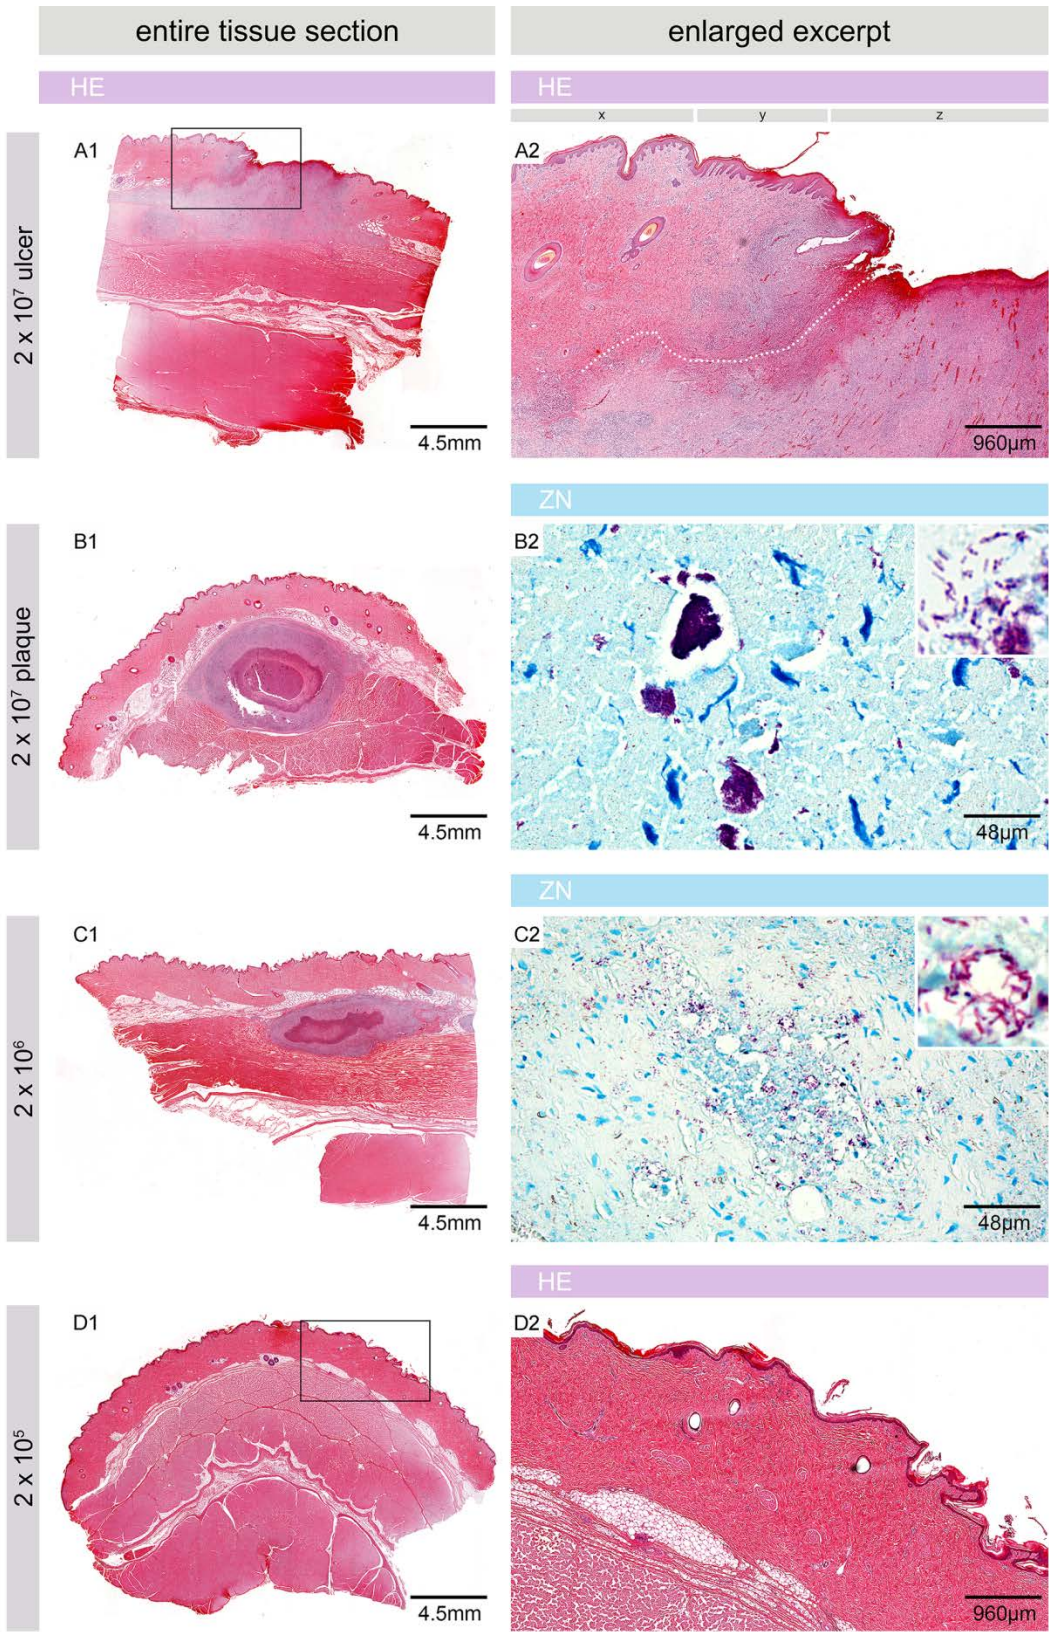 entire tissue section
enlarged excerpt
HE
HE
x y z
2 x 10⁷ ulcer
A1
4.5mm
A2
960µm
ZN
2 x 10⁷ plaque
B1
4.5mm
B2
48µm
ZN
2 x 10⁶
C1
4.5mm
C2
48µm
HE
2 x 10⁵
D1
4.5mm
D2
960µm